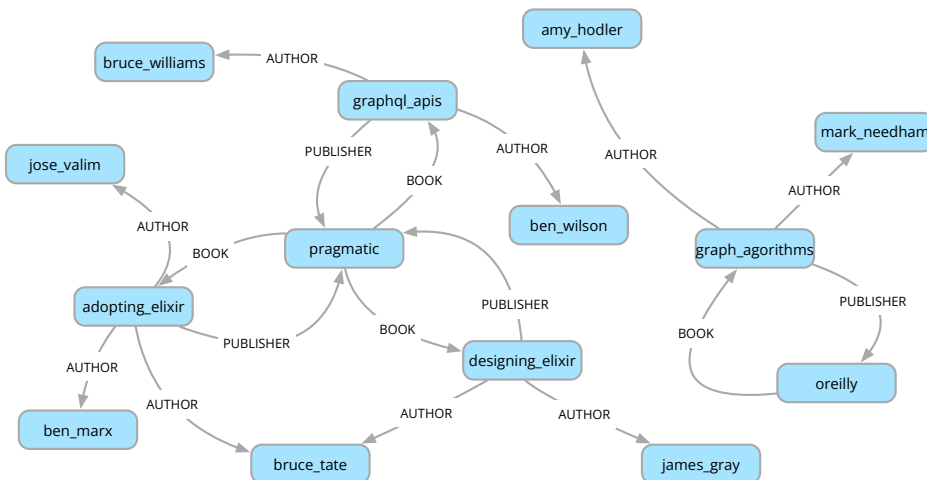 amy_hodler
bruce_williams
AUTHOR
graphql_apis
mark_needham
PUBLISHER
AUTHOR
AUTHOR
jose_valim
BOOK
AUTHOR
ben_wilson
AUTHOR
BOOK
pragmatic
graph_agorithms
adopting_elixir
PUBLISHER
PUBLISHER
BOOK
PUBLISHER
BOOK
designing_elixir
AUTHOR
oreilly
AUTHOR
AUTHOR
AUTHOR
ben_marx
bruce_tate
james_gray